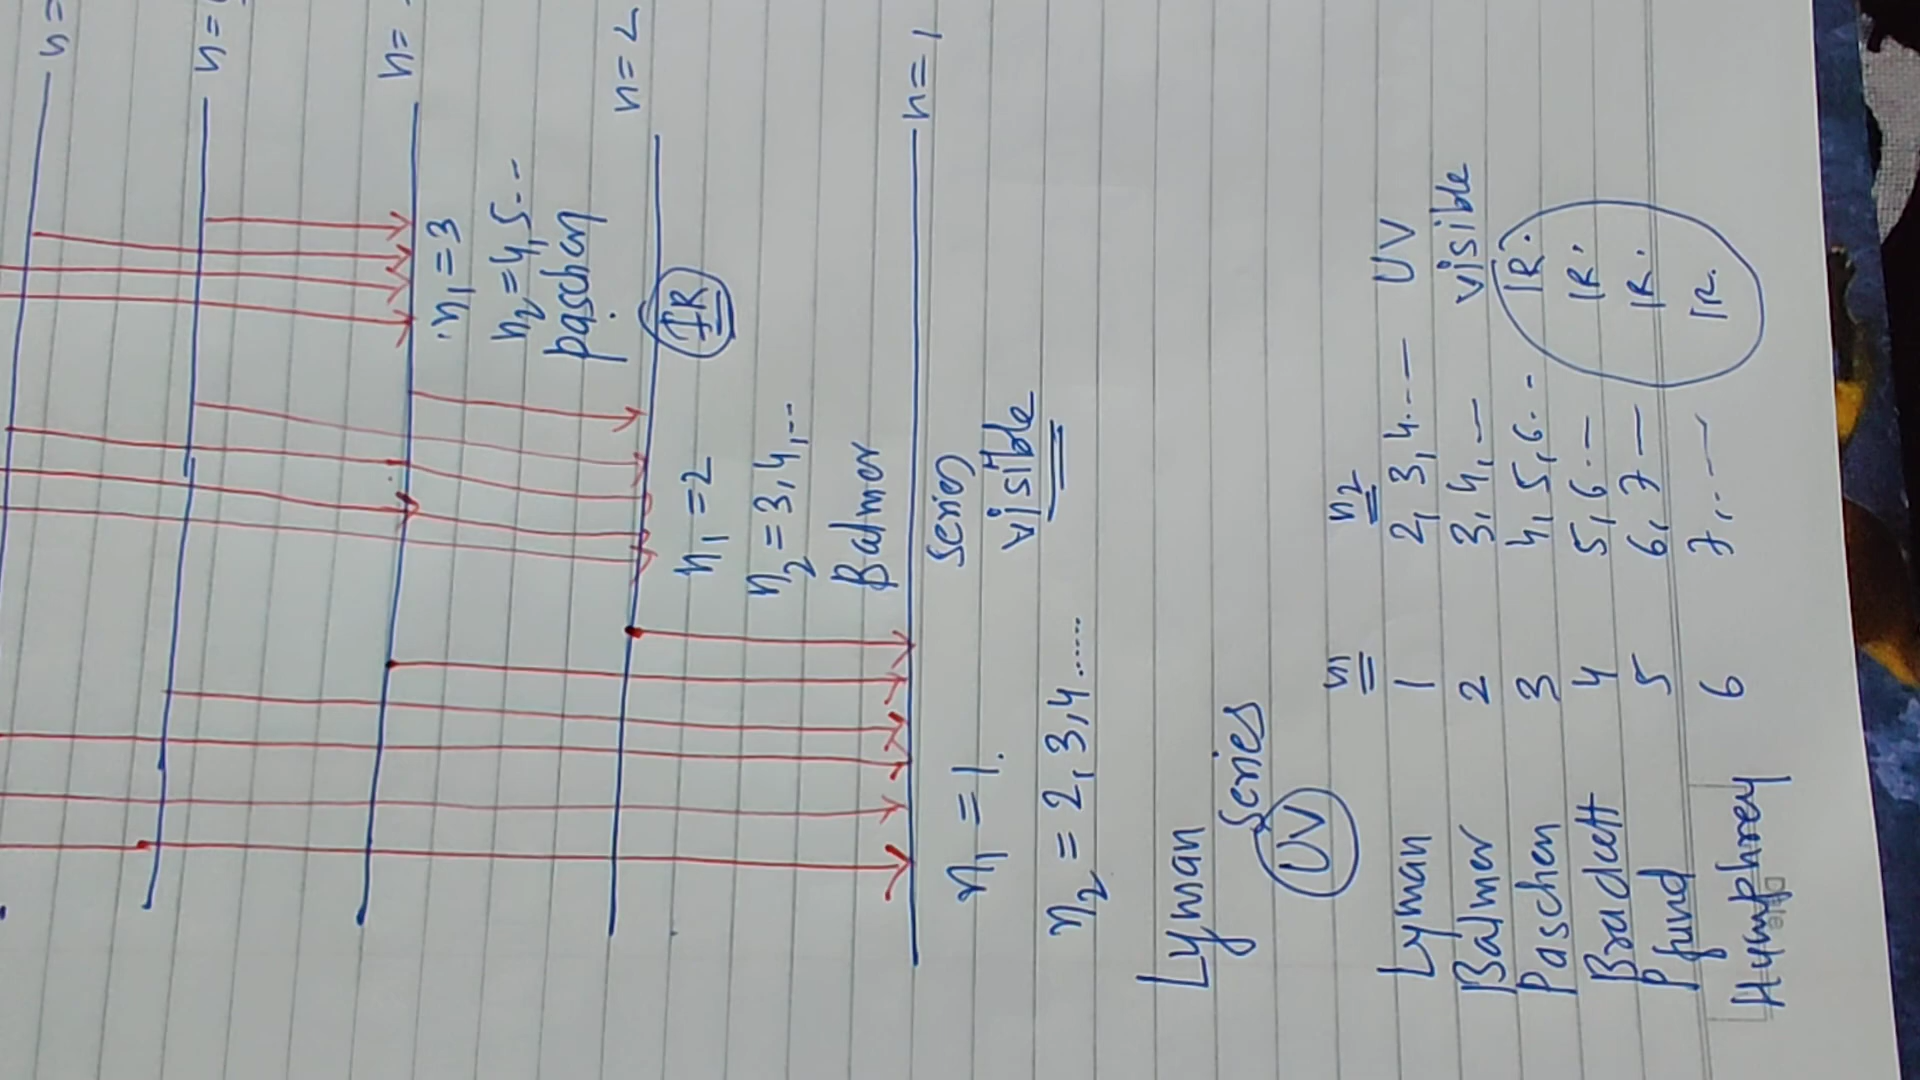 n=
n=
n=
n=2
n=1
n1=3
n2=4,5---
paschen
IR
n1=2
n2=3,4,--
Balmer
series
visible
n1=1.
n2=2,3,4......
Lyman
series
UV
n1 n2
Lyman 1 2,3,4.--- UV
Balmer 2 3,4,— visible
Paschen 3 4,5,6.-- IR.
Brackett 4 5,6.— IR.
Pfund 5 6,7— IR.
Humphrey 6 7,.— IR.